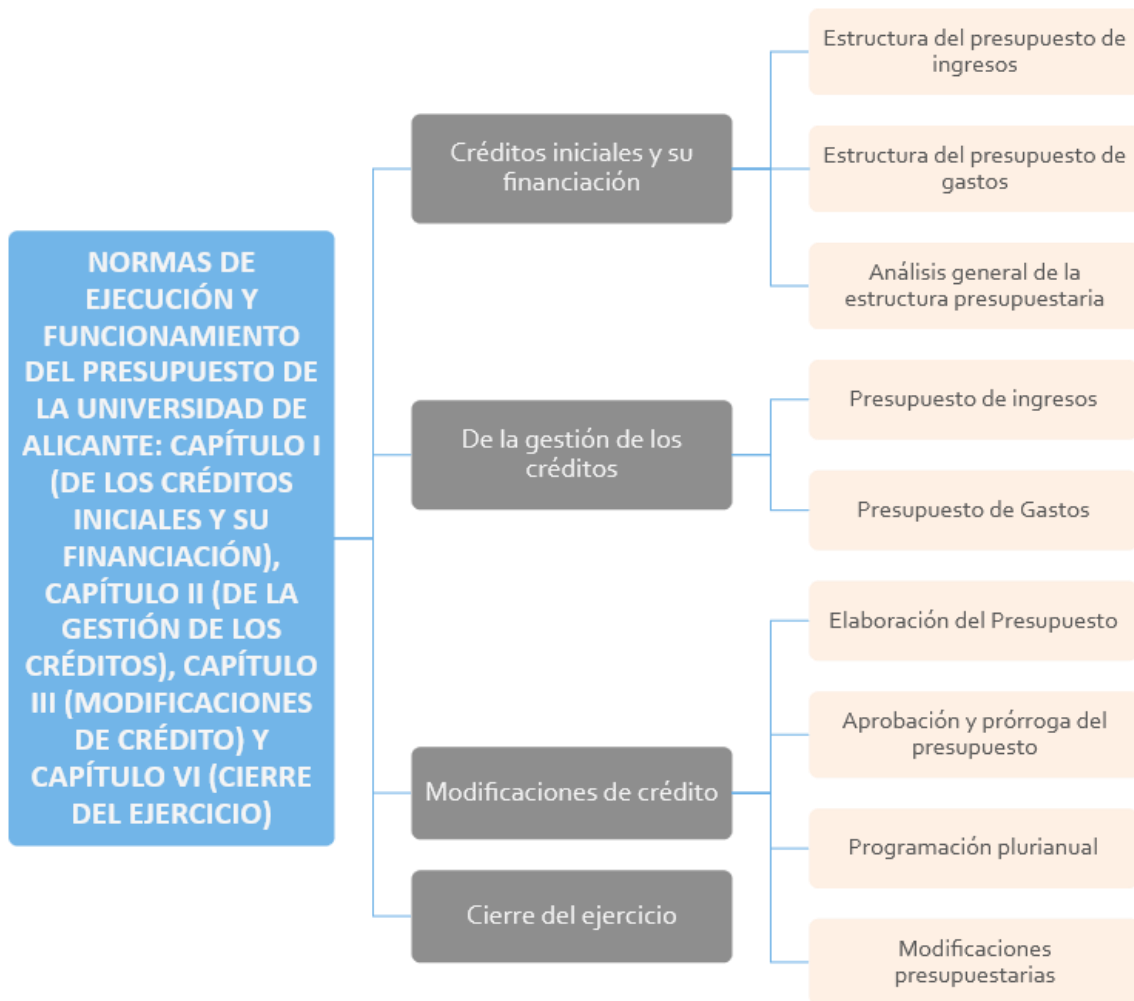 NORMAS DE
EJECUCIÓN Y
FUNCIONAMIENTO
DEL PRESUPUESTO DE
LA UNIVERSIDAD DE
ALICANTE: CAPÍTULO I
(DE LOS CRÉDITOS
INICIALES Y SU
FINANCIACIÓN),
CAPÍTULO II (DE LA
GESTIÓN DE LOS
CRÉDITOS), CAPÍTULO
III (MODIFICACIONES
DE CRÉDITO) Y
CAPÍTULO VI (CIERRE
DEL EJERCICIO)
Créditos iniciales y su
financiación
Estructura del presupuesto de
ingresos
Estructura del presupuesto de
gastos
Análisis general de la
estructura presupuestaria
De la gestión de los
créditos
Presupuesto de ingresos
Presupuesto de Gastos
Modificaciones de crédito
Elaboración del Presupuesto
Aprobación y prórroga del
presupuesto
Programación plurianual
Modificaciones
presupuestarias
Cierre del ejercicio